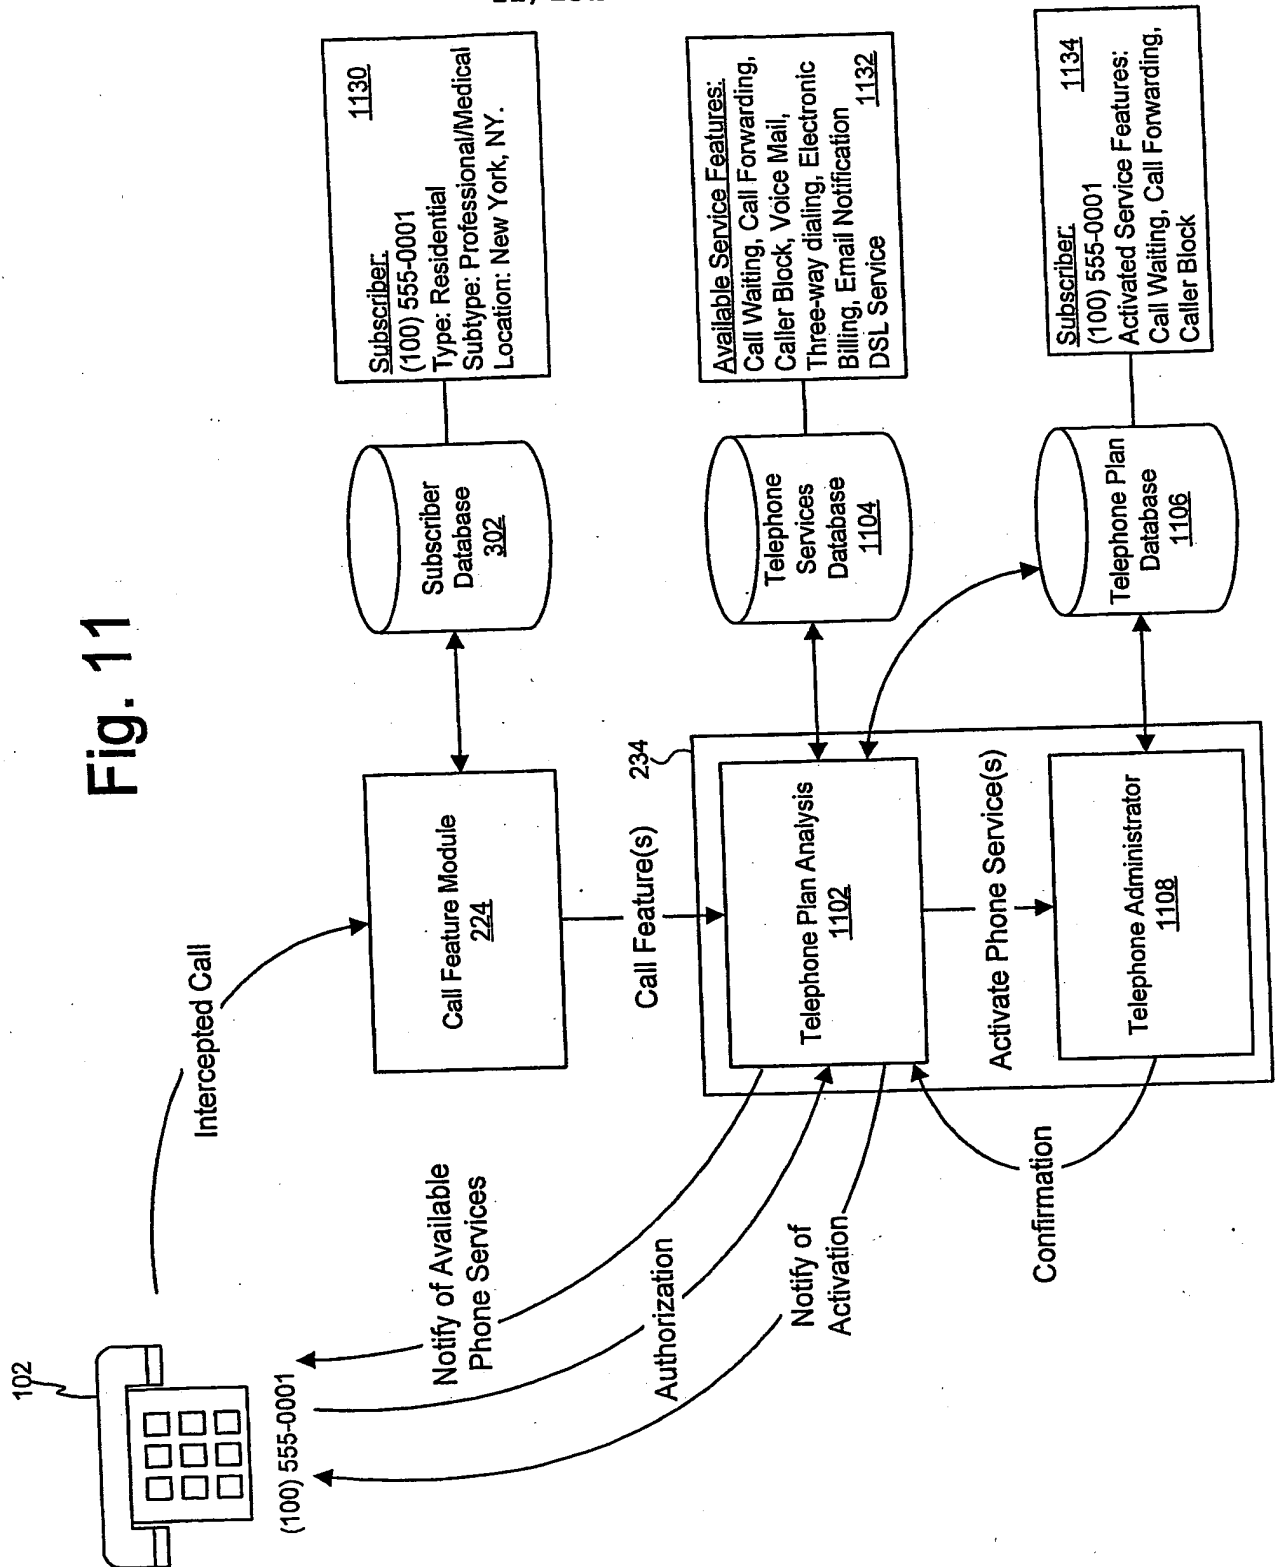 Fig. 11
102
(100) 555-0001
Intercepted Call
Call Feature Module
224
Subscriber
Database
302
Subscriber:
(100) 555-0001
Type: Residential
Subtype: Professional/Medical
Location: New York, NY.
1130
Call Feature(s)
Notify of Available
Phone Services
Authorization
Notify of
Activation
234
Telephone Plan Analysis
1102
Telephone
Services
Database
1104
Available Service Features:
Call Waiting, Call Forwarding,
Caller Block, Voice Mail,
Three-way dialing, Electronic
Billing, Email Notification
DSL Service
1132
Activate Phone Service(s)
Confirmation
Telephone Administrator
1108
Telephone Plan
Database
1106
Subscriber:
(100) 555-0001
Activated Service Features:
Call Waiting, Call Forwarding,
Caller Block
1134